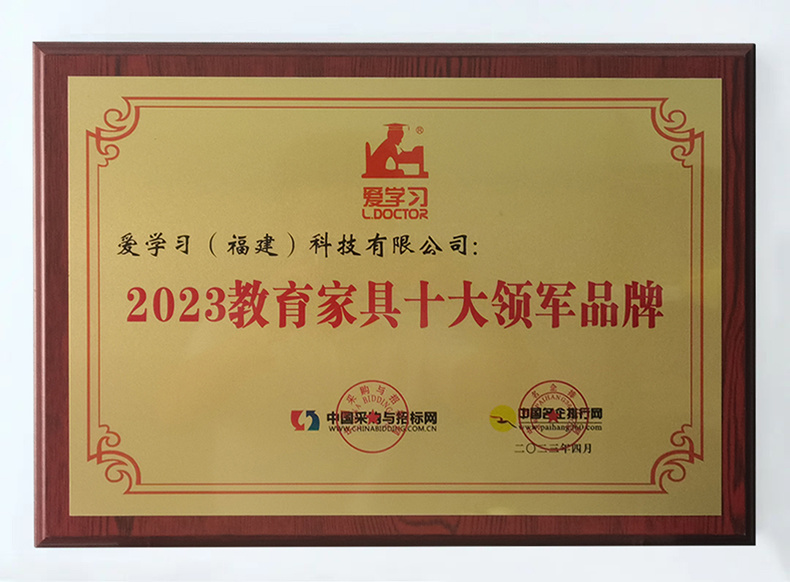 ®
爱学习
L.DOCTOR
爱学习（福建）科技有限公司：
2023教育家具十大领军品牌
中国采购与招标网
WWW.CHINABIDDING.COM.CN
中国名企排行网
二〇二三年四月